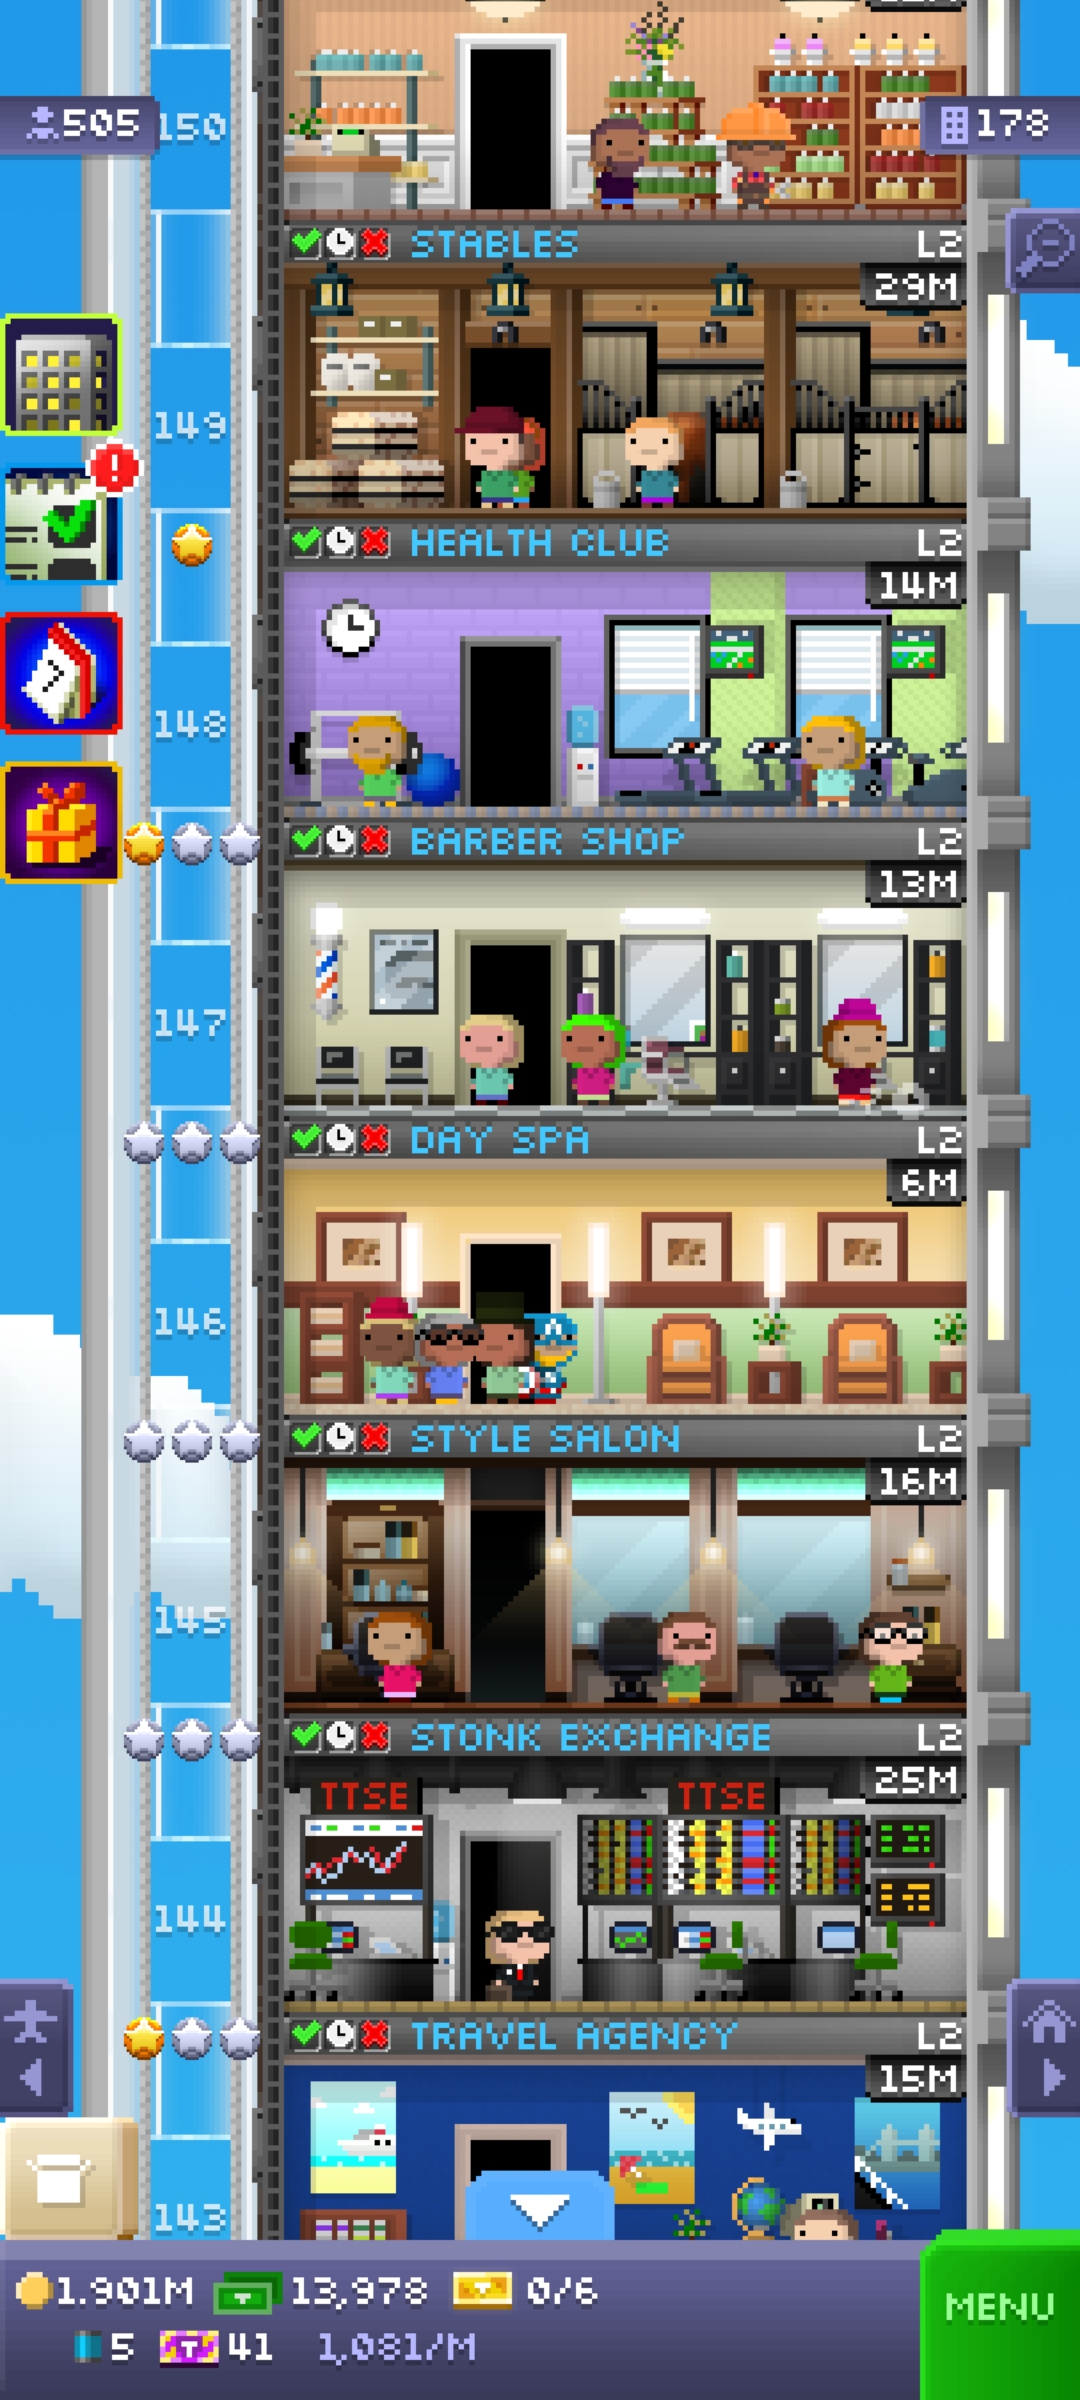 505
150
178
STABLES L2
29M
149
HEALTH CLUB L2
14M
7
148
BARBER SHOP L2
13M
147
DAY SPA L2
6M
146
STYLE SALON L2
16M
145
STONK EXCHANGE L2
25M
TTSE TTSE
144
TRAVEL AGENCY L2
15M
143
1.901M 13,978 0/6
MENU
5 T 41 1,081/M